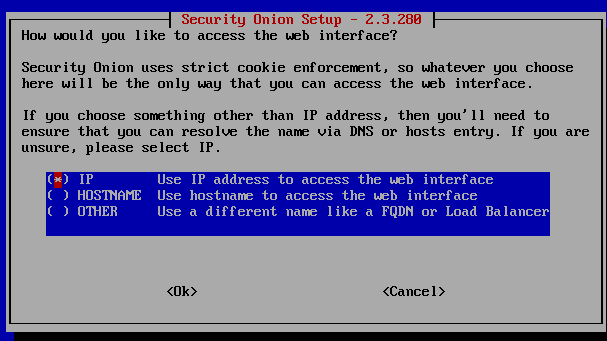 Security Onion Setup - 2.3.280
How would you like to access the web interface?
Security Onion uses strict cookie enforcement, so whatever you choose
here will be the only way that you can access the web interface.
If you choose something other than IP address, then you'll need to
ensure that you can resolve the name via DNS or hosts entry. If you are
unsure, please select IP.
(*) IP Use IP address to access the web interface
( ) HOSTNAME Use hostname to access the web interface
( ) OTHER Use a different name like a FQDN or Load Balancer
<Ok> <Cancel>